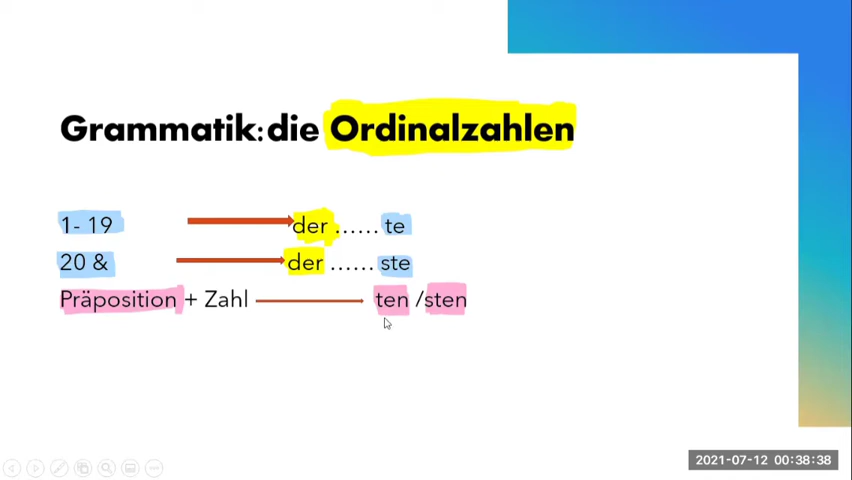 Grammatik: die Ordinalzahlen
1- 19 der ...... te
20 & der ...... ste
Präposition + Zahl ten /sten
2021-07-12 00:38:38